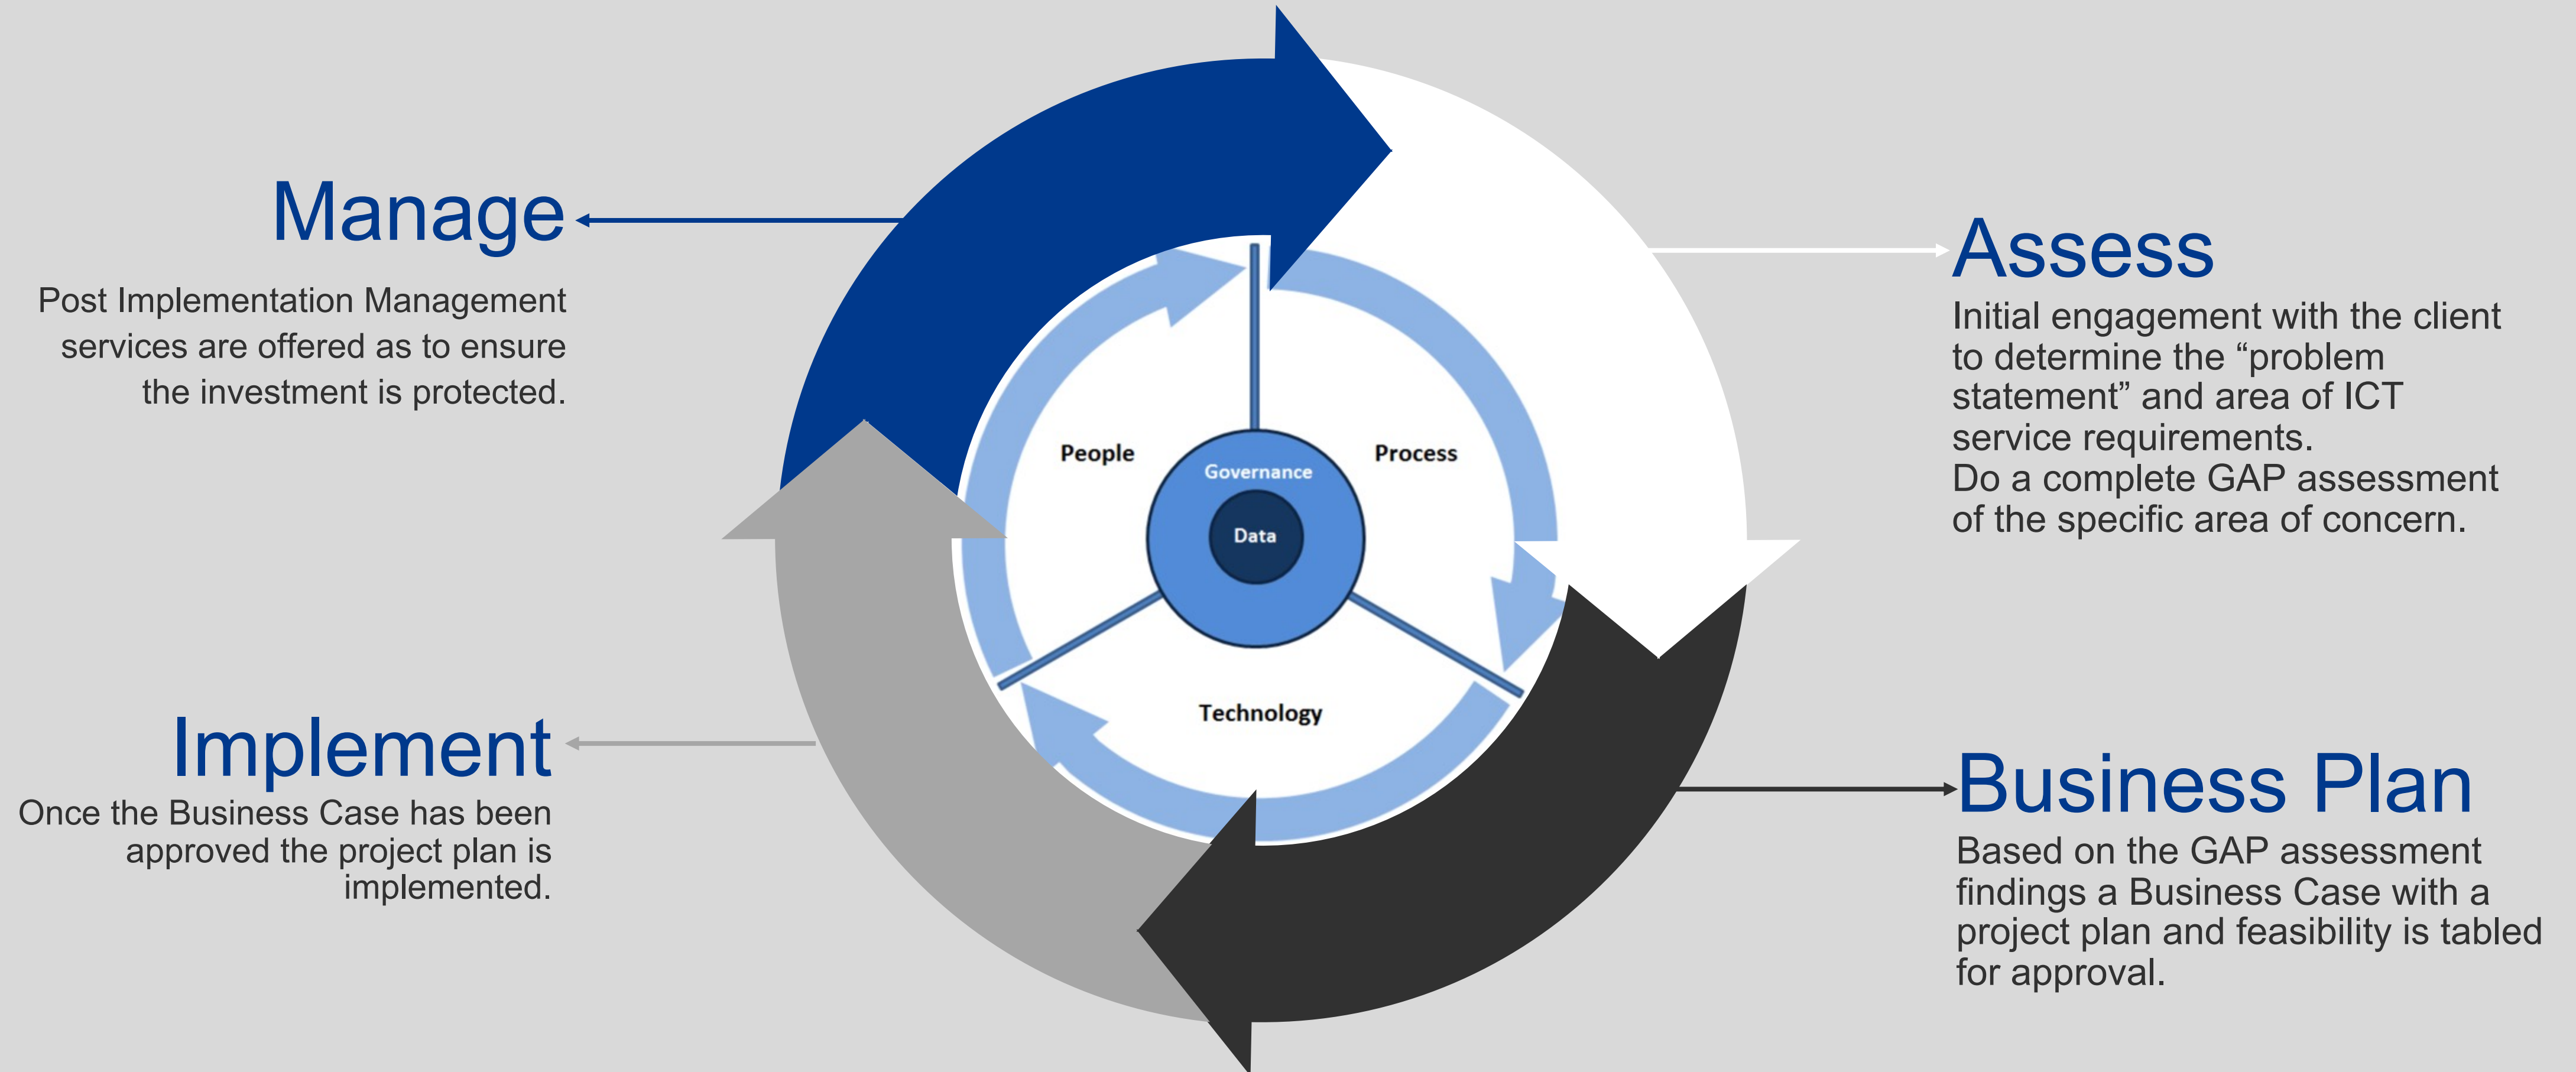 Manage
Post Implementation Management
services are offered as to ensure
the investment is protected.
Assess
Initial engagement with the client
to determine the “problem
statement” and area of ICT
service requirements.
Do a complete GAP assessment
of the specific area of concern.
People
Process
Governance
Data
Technology
Implement
Once the Business Case has been
approved the project plan is
implemented.
Business Plan
Based on the GAP assessment
findings a Business Case with a
project plan and feasibility is tabled
for approval.